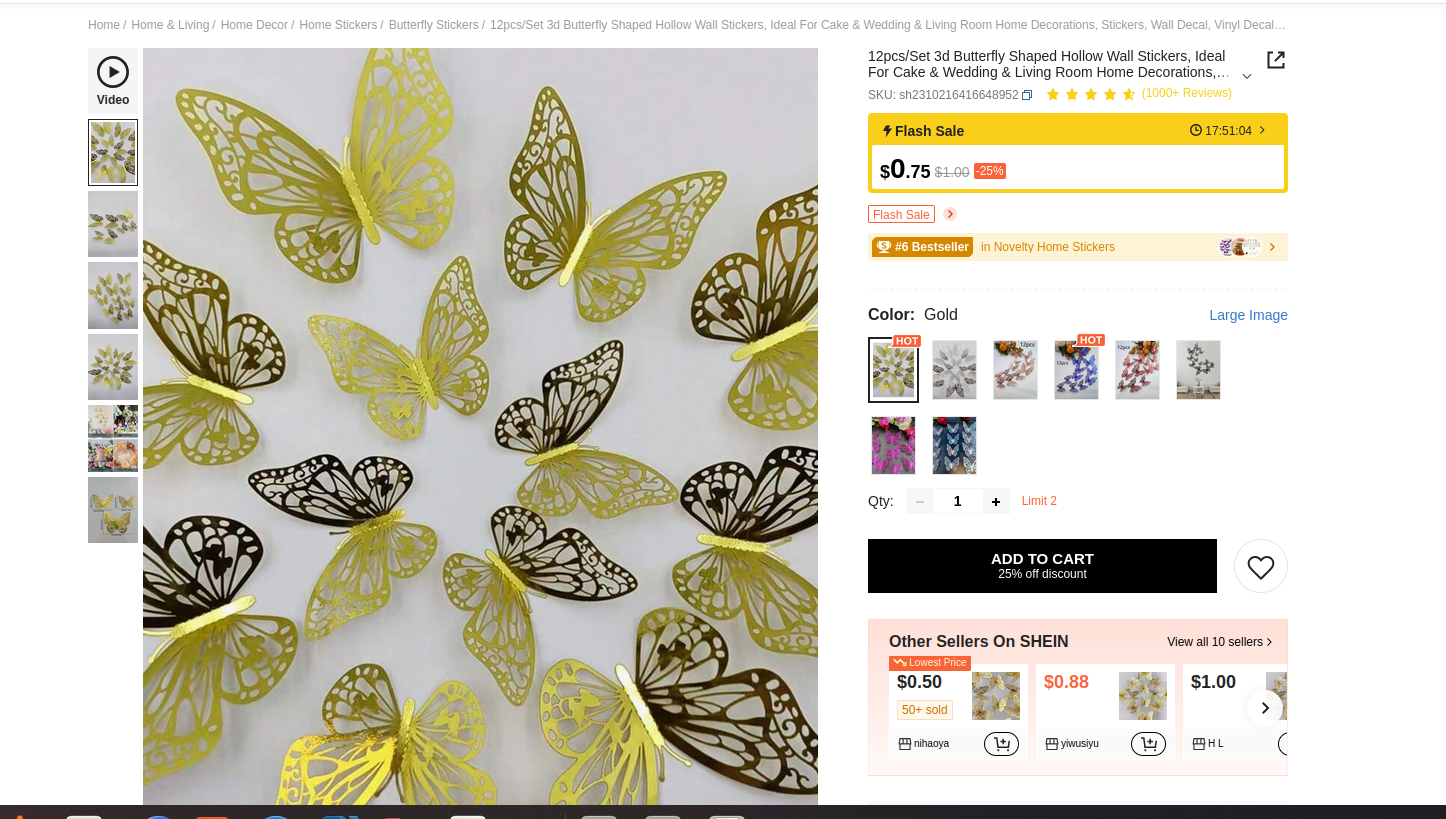 Home / Home & Living / Home Decor / Home Stickers / Butterfly Stickers / 12pcs/Set 3d Butterfly Shaped Hollow Wall Stickers, Ideal For Cake & Wedding & Living Room Home Decorations, Stickers, Wall Decal, Vinyl Decal…
Video
12pcs/Set 3d Butterfly Shaped Hollow Wall Stickers, Ideal
For Cake & Wedding & Living Room Home Decorations,…
SKU: sh2310216416648952
(1000+ Reviews)
Flash Sale
17:51:04
$0.75 $1.00 -25%
Flash Sale
#6 Bestseller in Novelty Home Stickers
Color: Gold
Large Image
HOT
HOT
12pcs
12pcs
12pcs
Qty: − 1 + Limit 2
ADD TO CART
25% off discount
Other Sellers On SHEIN
View all 10 sellers
Lowest Price
$0.50
$0.88
$1.00
50+ sold
nihaoya
yiwusiyu
H L